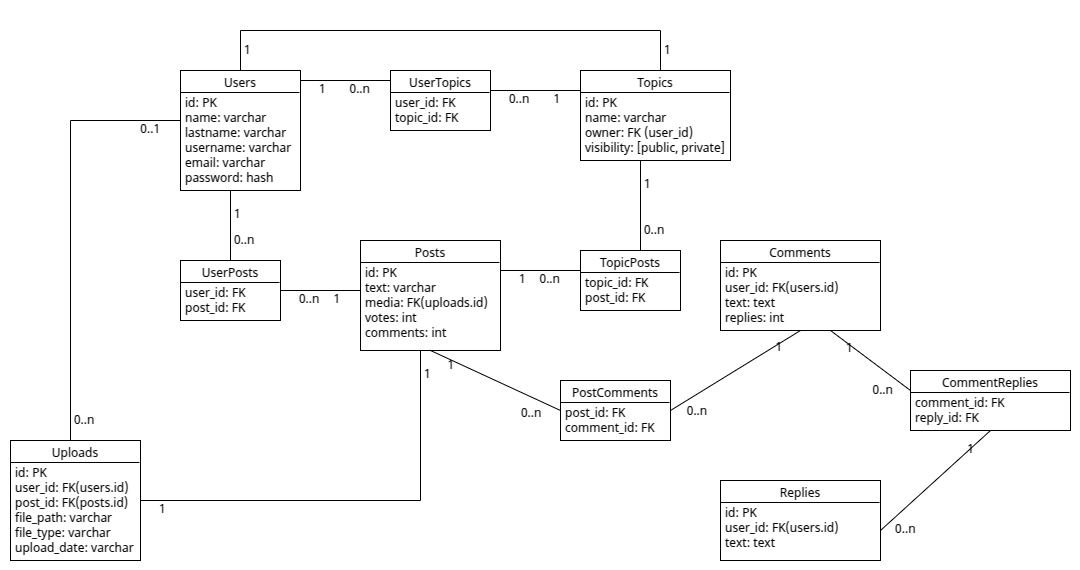 1
1
Users
id: PK
name: varchar
lastname: varchar
username: varchar
email: varchar
password: hash
1
0..n
UserTopics
user_id: FK
topic_id: FK
0..n
1
Topics
id: PK
name: varchar
owner: FK (user_id)
visibility: [public, private]
0..1
1
0..n
1
0..n
UserPosts
user_id: FK
post_id: FK
0..n
1
Posts
id: PK
text: varchar
media: FK(uploads.id)
votes: int
comments: int
1
0..n
TopicPosts
topic_id: FK
post_id: FK
Comments
id: PK
user_id: FK(users.id)
text: text
replies: int
1
1
1
1
0..n
PostComments
post_id: FK
comment_id: FK
0..n
0..n
CommentReplies
comment_id: FK
reply_id: FK
0..n
Uploads
id: PK
user_id: FK(users.id)
post_id: FK(posts.id)
file_path: varchar
file_type: varchar
upload_date: varchar
1
1
Replies
id: PK
user_id: FK(users.id)
text: text
0..n